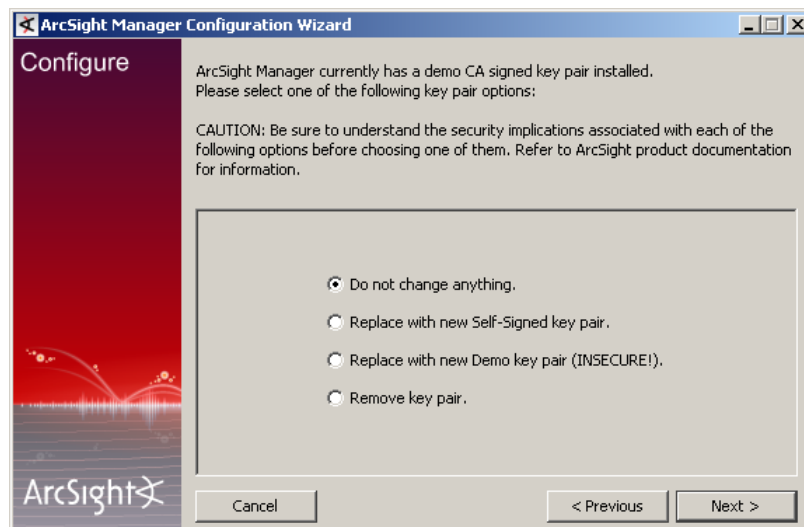 ArcSight Manager Configuration Wizard
Configure
ArcSight Manager currently has a demo CA signed key pair installed.
Please select one of the following key pair options:
CAUTION: Be sure to understand the security implications associated with each of the
following options before choosing one of them. Refer to ArcSight product documentation
for information.
Do not change anything.
Replace with new Self-Signed key pair.
Replace with new Demo key pair (INSECURE!).
Remove key pair.
ArcSight
Cancel
< Previous
Next >